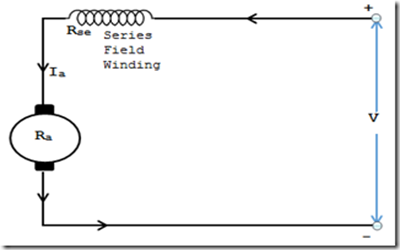 +
Rse Series
Field
Winding
Ia
Ra
V
–